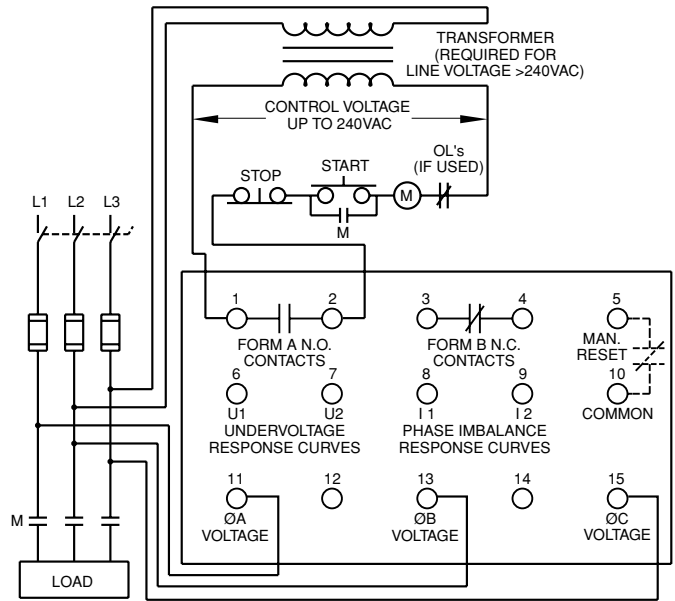 TRANSFORMER
(REQUIRED FOR
LINE VOLTAGE >240VAC)
CONTROL VOLTAGE
UP TO 240VAC
OL's
(IF USED)
STOP
START
M
M
L1 L2 L3
1 2 3 4 5
FORM A N.O.
CONTACTS
FORM B N.C.
CONTACTS
MAN.
RESET
6 7 8 9 10
U1 U2 I 1 I 2 COMMON
UNDERVOLTAGE
RESPONSE CURVES
PHASE IMBALANCE
RESPONSE CURVES
11 12 13 14 15
ØA
VOLTAGE
ØB
VOLTAGE
ØC
VOLTAGE
M
LOAD